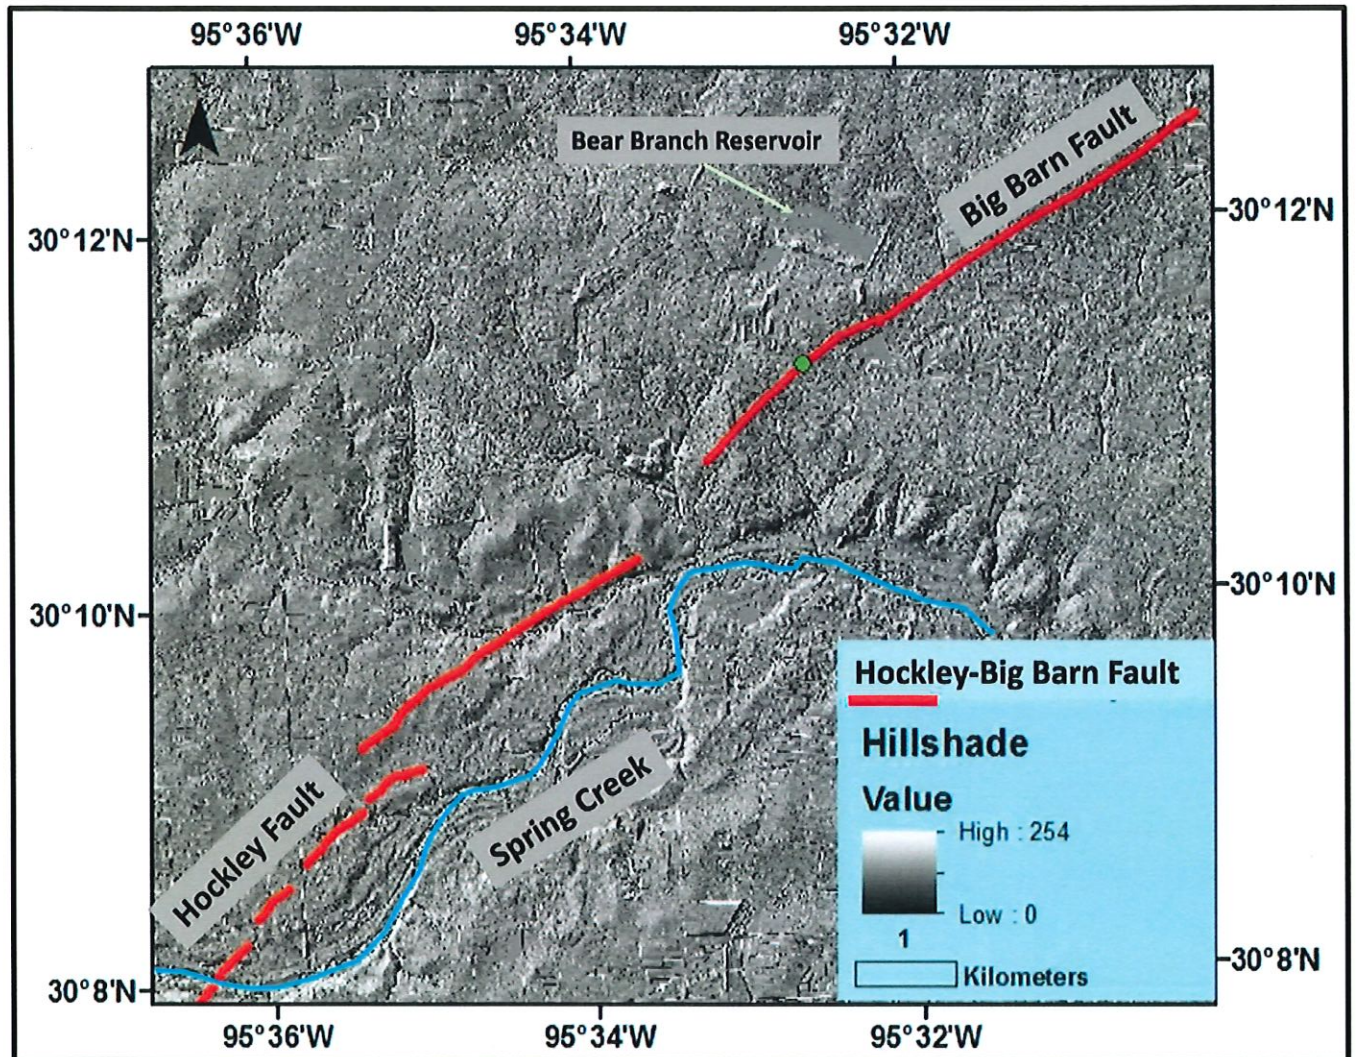 95°36'W 95°34'W 95°32'W
Bear Branch Reservoir
Big Barn Fault
30°12'N
30°12'N
30°10'N
30°10'N
Hockley-Big Barn Fault
Hillshade
Value
High : 254
Low : 0
1
Kilometers
Spring Creek
Hockley Fault
30°8'N
30°8'N
95°36'W 95°34'W 95°32'W